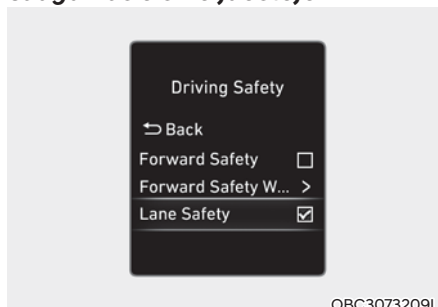 Driving Safety
Back
Forward Safety
Forward Safety W... >
Lane Safety
OBC3073209L